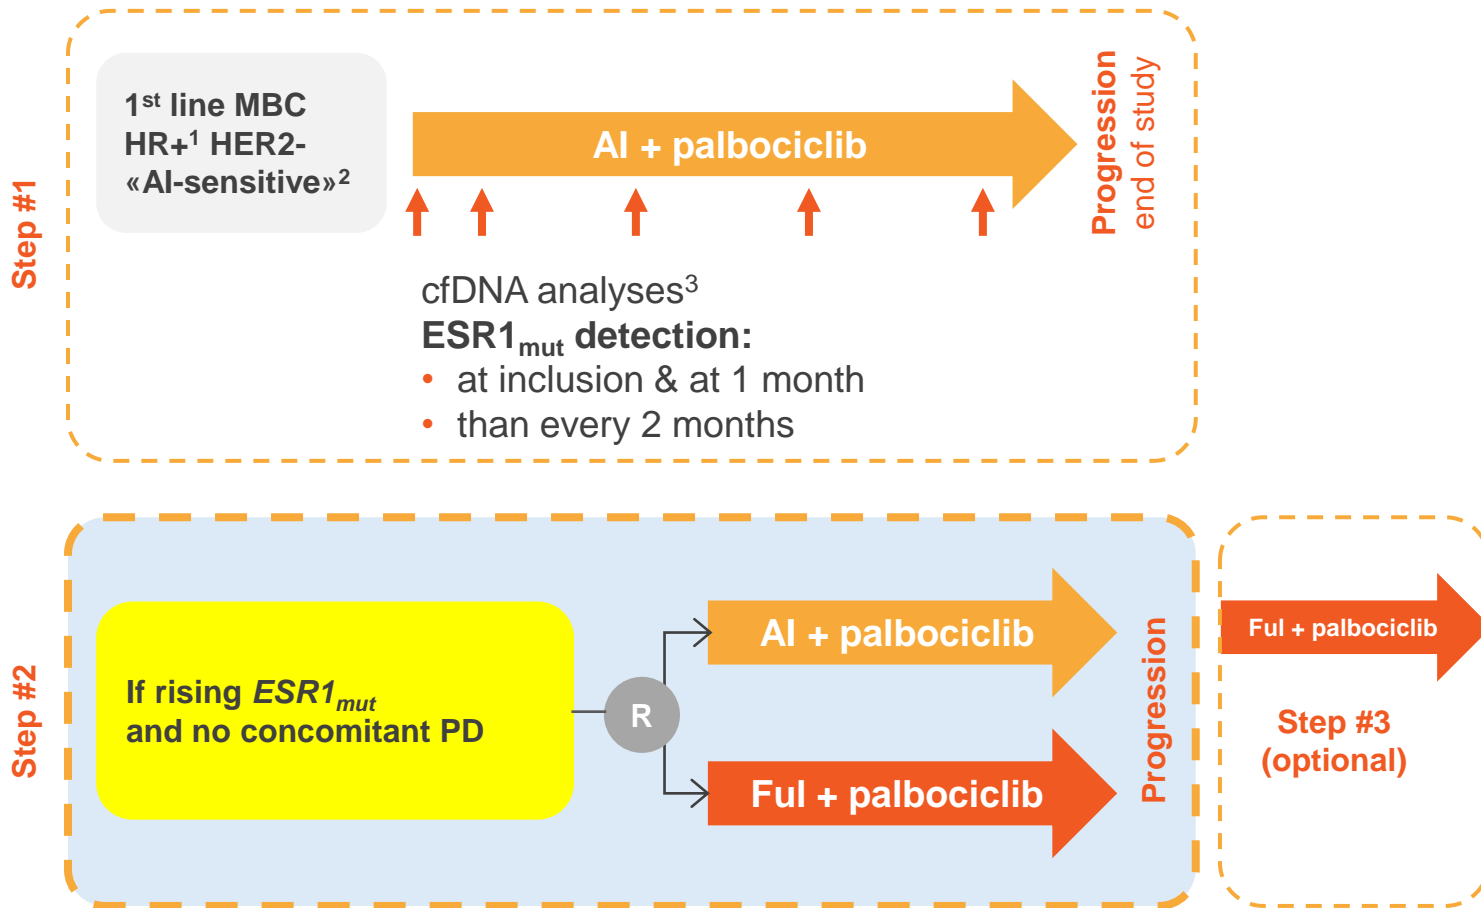 Step #1
1st line MBC
HR+1 HER2-
«AI-sensitive»2
AI + palbociclib
Progression
end of study
cfDNA analyses3
ESR1mut detection:
• at inclusion & at 1 month
• than every 2 months
Step #2
If rising ESR1mut
and no concomitant PD
R
AI + palbociclib
Ful + palbociclib
Progression
Ful + palbociclib
Step #3
(optional)